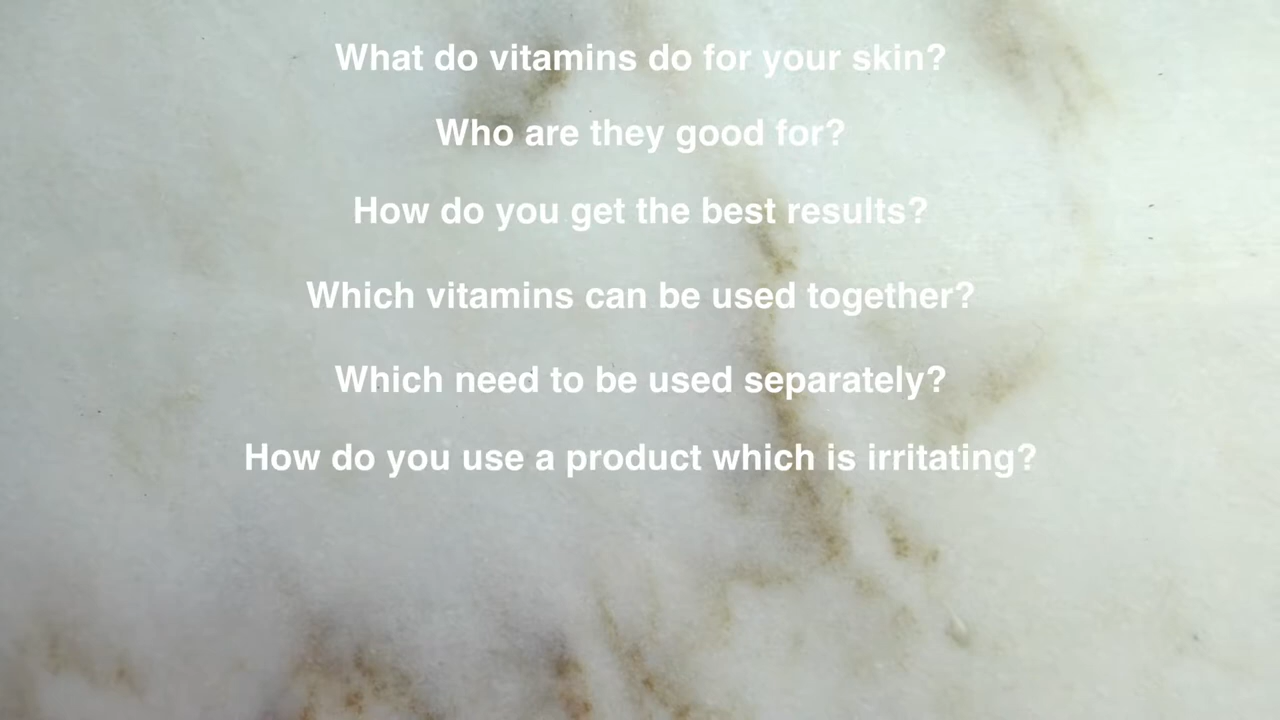 What do vitamins do for your skin?
Who are they good for?
How do you get the best results?
Which vitamins can be used together?
Which need to be used separately?
How do you use a product which is irritating?